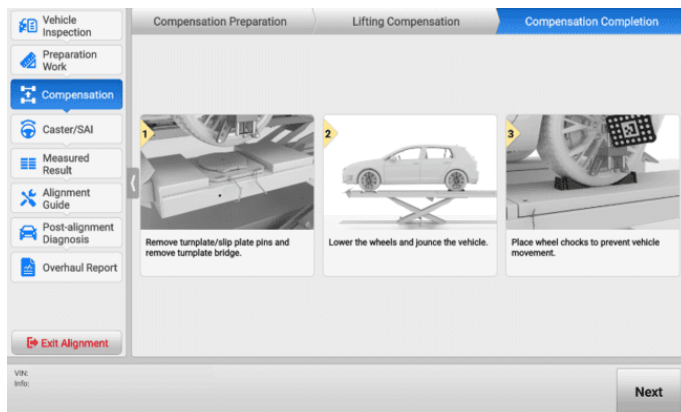 Vehicle
Inspection
Preparation
Work
Compensation
Caster/SAI
Measured
Result
Alignment
Guide
Post-alignment
Diagnosis
Overhaul Report
Exit Alignment
Compensation Preparation
Lifting Compensation
Compensation Completion
1
Remove turnplate/slip plate pins and
remove turnplate bridge.
2
Lower the wheels and jounce the vehicle.
3
Place wheel chocks to prevent vehicle
movement.
VIN:
Info:
Next